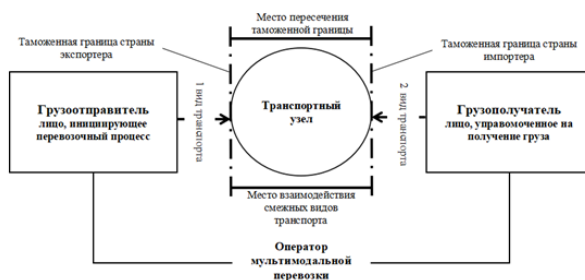 Место пересечения
таможенной границы
Таможенная граница страны
экспортера
Таможенная граница страны
импортера
Грузоотправитель
лицо, инициирующее
перевозочный процесс
1 вид транспорта
Транспортный
узел
2 вид транспорта
Грузополучатель
лицо, управомоченное на
получение груза
Место взаимодействия
смежных видов
транспорта
Оператор
мультимодальной
перевозки